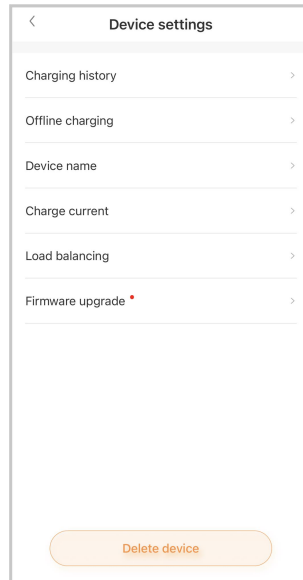 Device settings
Charging history
Offline charging
Device name
Charge current
Load balancing
Firmware upgrade
Delete device